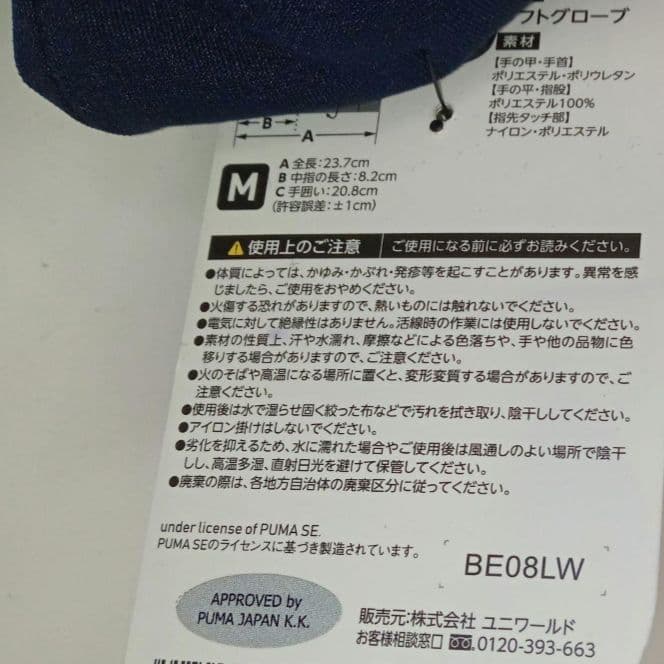 フトグローブ
素材
【手の甲・手首】
ポリエステル・ポリウレタン
【手の平・指股】
ポリエステル100%
【指先タッチ部】
ナイロン・ポリエステル
B
A
M
A 全長：23.7cm
B 中指の長さ：8.2cm
C 手囲い：20.8cm
(許容誤差：±1cm)
⚠使用上のご注意 ご使用になる前に必ずお読みください。
●体質によっては、かゆみ・かぶれ・発疹等を起こすことがあります。異常を感
じましたら、ご使用をおやめください。
●火傷する恐れがありますので、熱いものには触れないでください。
●電気に対して絶縁性はありません。活線時の作業には使用しないでください。
●素材の性質上、汗や水濡れ、摩擦などによる色落ちや、手や他の品物に色
移りする場合がありますので、ご注意ください。
●火のそばや高温になる場所に置くと、変形変質する場合がありますので、ご
注意ください。
●使用後は水で湿らせ固く絞った布などで汚れを拭き取り、陰干ししてください。
●アイロン掛けはしないでください。
●劣化を抑えるため、水に濡れた場合やご使用後は風通しのよい場所で陰干
しし、高温多湿、直射日光を避けて保管してください。
●廃棄の際は、各地方自治体の廃棄区分に従ってください。
under license of PUMA SE.
PUMA SEのライセンスに基づき製造されています。
BE08LW
APPROVED by
PUMA JAPAN K.K.
販売元：株式会社 ユニワールド
お客様相談窓口 0120-393-663